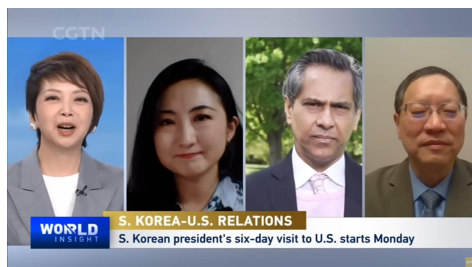 CGTN
S. KOREA-U.S. RELATIONS
WORLD
INSIGHT
S. Korean president's six-day visit to U.S. starts Monday